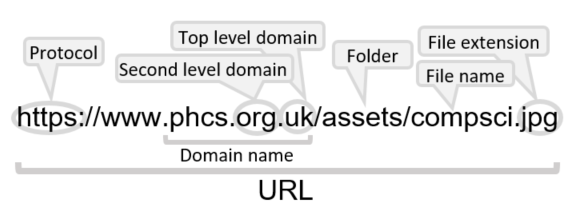 Top level domain
File extension
Protocol
Second level domain
Folder
File name
https://www.phcs.org.uk/assets/compsci.jpg
Domain name
URL